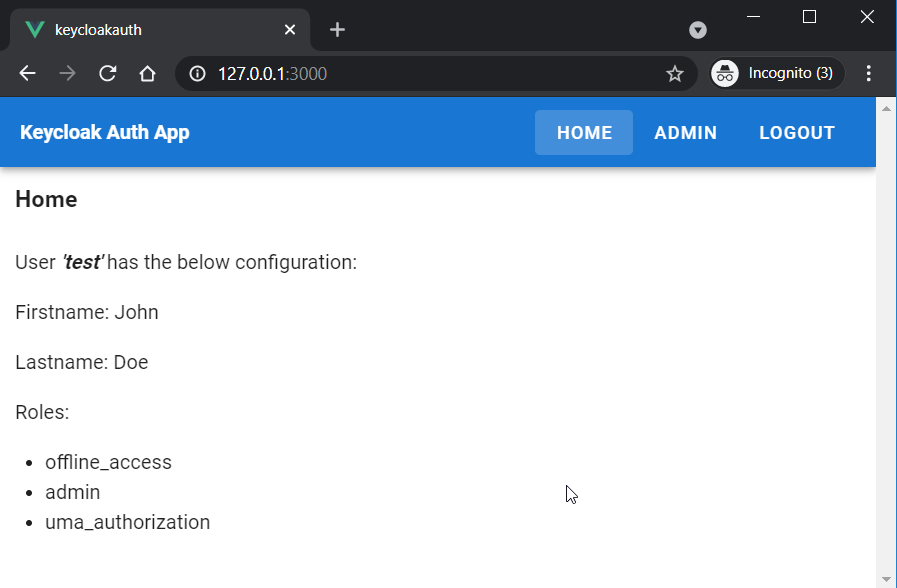 keycloakauth
127.0.0.1:3000
Incognito (3)
Keycloak Auth App
HOME
ADMIN
LOGOUT
Home
User 'test' has the below configuration:
Firstname: John
Lastname: Doe
Roles:
offline_access
admin
uma_authorization